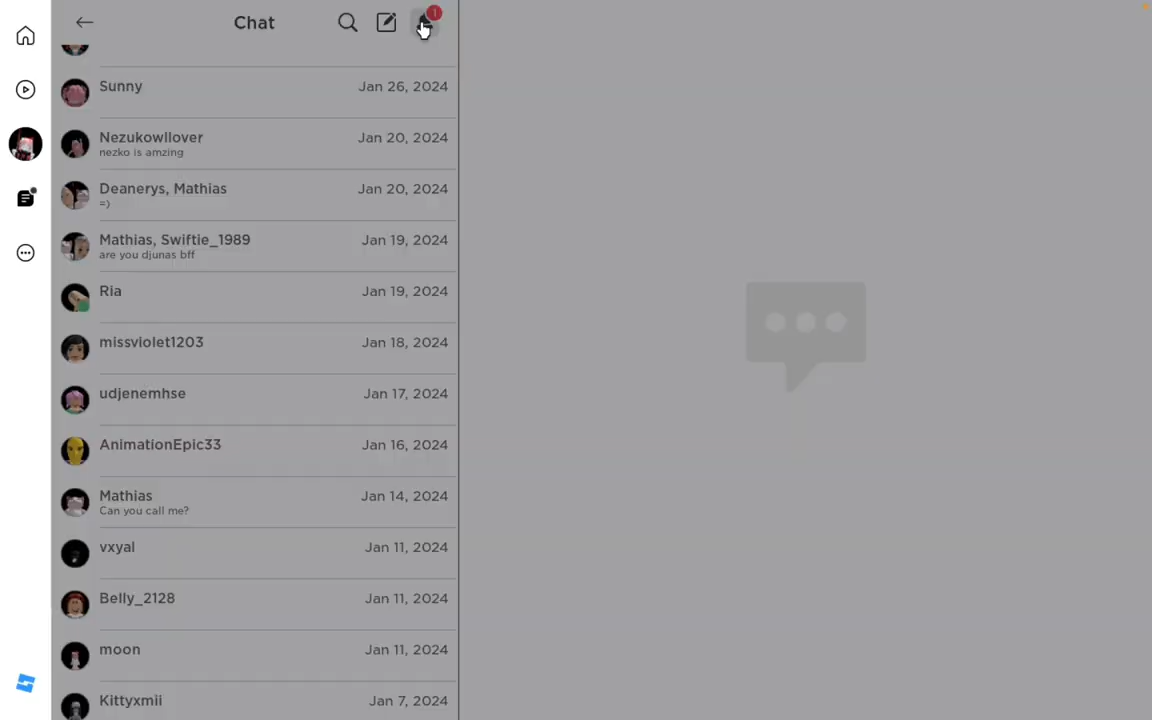 Chat
1
Sunny
Jan 26, 2024
Nezukowllover
Jan 20, 2024
nezko is amzing
Deanerys, Mathias
Jan 20, 2024
=)
Mathias, Swiftie_1989
Jan 19, 2024
are you djunas bff
Ria
Jan 19, 2024
missviolet1203
Jan 18, 2024
udjenemhse
Jan 17, 2024
AnimationEpic33
Jan 16, 2024
Mathias
Jan 14, 2024
Can you call me?
vxyal
Jan 11, 2024
Belly_2128
Jan 11, 2024
moon
Jan 11, 2024
Kittyxmii
Jan 7, 2024